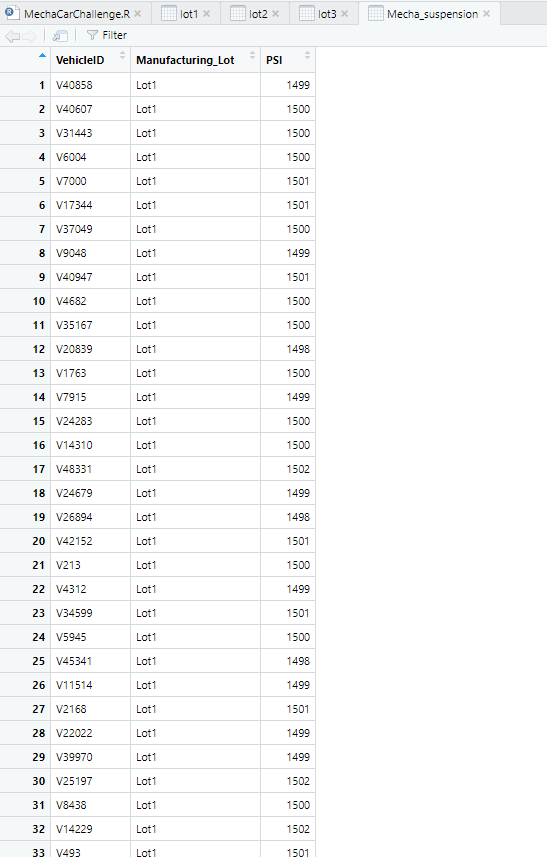 MechaCarChallenge.R lot1 lot2 lot3 Mecha_suspension
Filter
VehicleID Manufacturing_Lot PSI
1 V40858 Lot1 1499
2 V40607 Lot1 1500
3 V31443 Lot1 1500
4 V6004 Lot1 1500
5 V7000 Lot1 1501
6 V17344 Lot1 1501
7 V37049 Lot1 1500
8 V9048 Lot1 1499
9 V40947 Lot1 1501
10 V4682 Lot1 1500
11 V35167 Lot1 1500
12 V20839 Lot1 1498
13 V1763 Lot1 1500
14 V7915 Lot1 1499
15 V24283 Lot1 1500
16 V14310 Lot1 1500
17 V48331 Lot1 1502
18 V24679 Lot1 1499
19 V26894 Lot1 1498
20 V42152 Lot1 1501
21 V213 Lot1 1500
22 V4312 Lot1 1499
23 V34599 Lot1 1501
24 V5945 Lot1 1500
25 V45341 Lot1 1498
26 V11514 Lot1 1499
27 V2168 Lot1 1501
28 V22022 Lot1 1499
29 V39970 Lot1 1499
30 V25197 Lot1 1502
31 V8438 Lot1 1500
32 V14229 Lot1 1502
33 V493 Lot1 1501